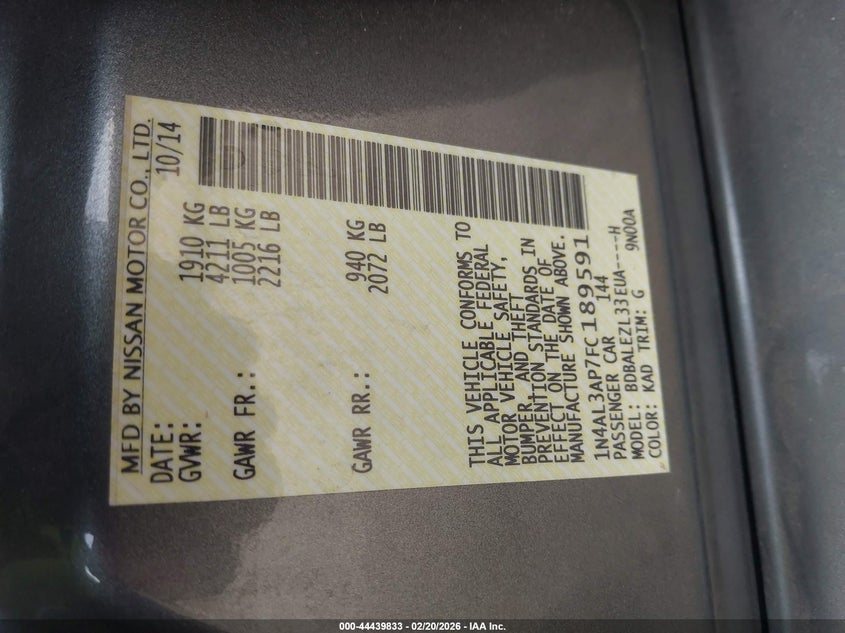 MFD BY NISSAN MOTOR CO., LTD.
DATE: 10/14
GVWR: 1910 KG
4211 LB
GAWR FR.: 1005 KG
2216 LB
GAWR RR.: 940 KG
2072 LB
THIS VEHICLE CONFORMS TO
ALL APPLICABLE FEDERAL
MOTOR VEHICLE SAFETY,
BUMPER, AND THEFT
PREVENTION STANDARDS IN
EFFECT ON THE DATE OF
MANUFACTURE SHOWN ABOVE.
1N4AL3AP7FC189591
PASSENGER CAR 144
MODEL: BDBALEZL33EUA----H
COLOR: KAD TRIM: G 9N00A
000-44439833 - 02/20/2026 - IAA Inc.